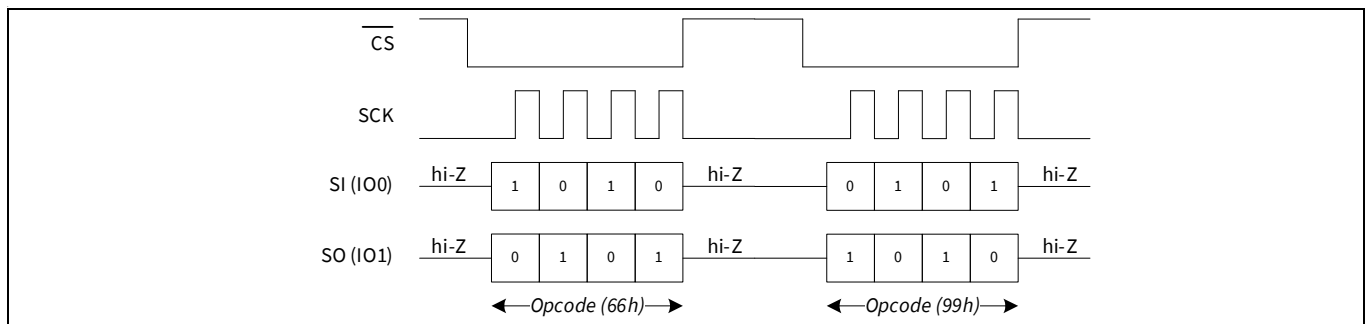 CS
SCK
SI (IO0) hi-Z 1 0 1 0 hi-Z 0 1 0 1 hi-Z
SO (IO1) hi-Z 0 1 0 1 hi-Z 1 0 1 0 hi-Z
Opcode (66h) Opcode (99h)